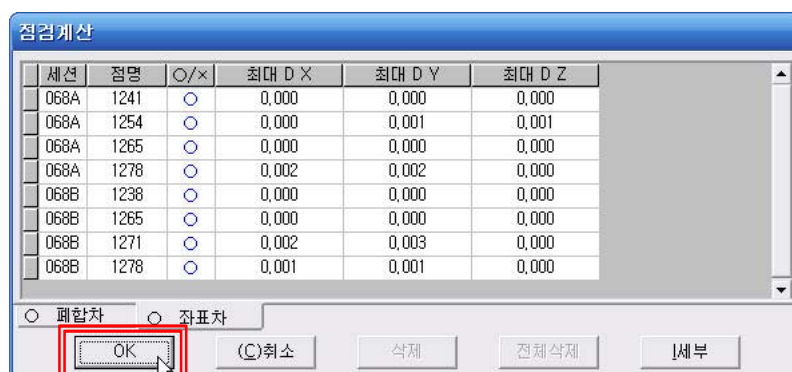 점검계산
세션 점명 ○/× 최대 D X 최대 D Y 최대 D Z
068A 1241 ○ 0,000 0,000 0,000
068A 1254 ○ 0,000 0,001 0,001
068A 1265 ○ 0,000 0,000 0,000
068A 1278 ○ 0,002 0,002 0,000
068B 1238 ○ 0,000 0,000 0,000
068B 1265 ○ 0,000 0,000 0,000
068B 1271 ○ 0,002 0,003 0,000
068B 1278 ○ 0,001 0,001 0,000
○ 폐합차 ○ 좌표차
OK (C)취소 삭제 전체삭제 !세부